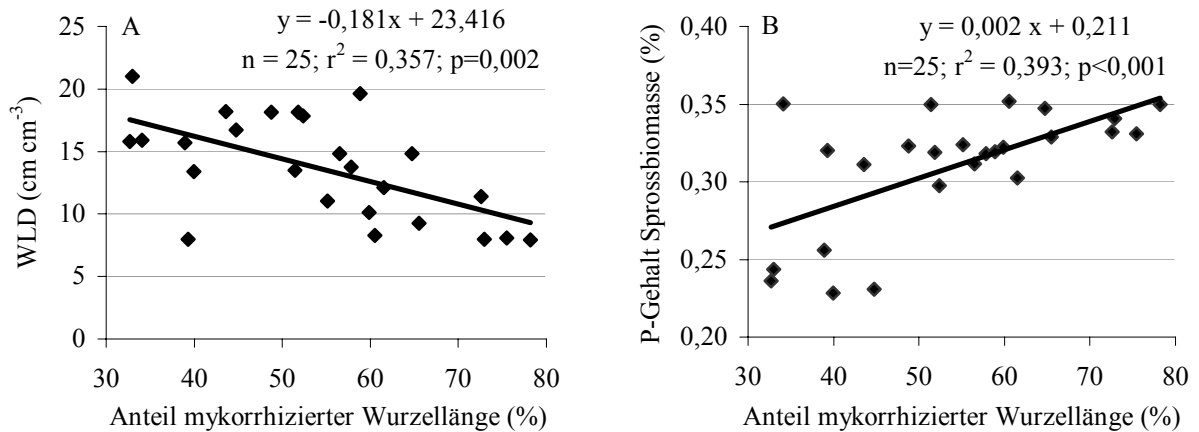 A
y = -0,181x + 23,416
n = 25; r² = 0,357; p=0,002
WLD (cm cm⁻³)
25
20
15
10
5
0
30 40 50 60 70 80
Anteil mykorrhizierter Wurzellänge (%)
B
y = 0,002 x + 0,211
n=25; r² = 0,393; p<0,001
P-Gehalt Sprossbiomasse (%)
0,40
0,35
0,30
0,25
0,20
30 40 50 60 70 80
Anteil mykorrhizierter Wurzellänge (%)